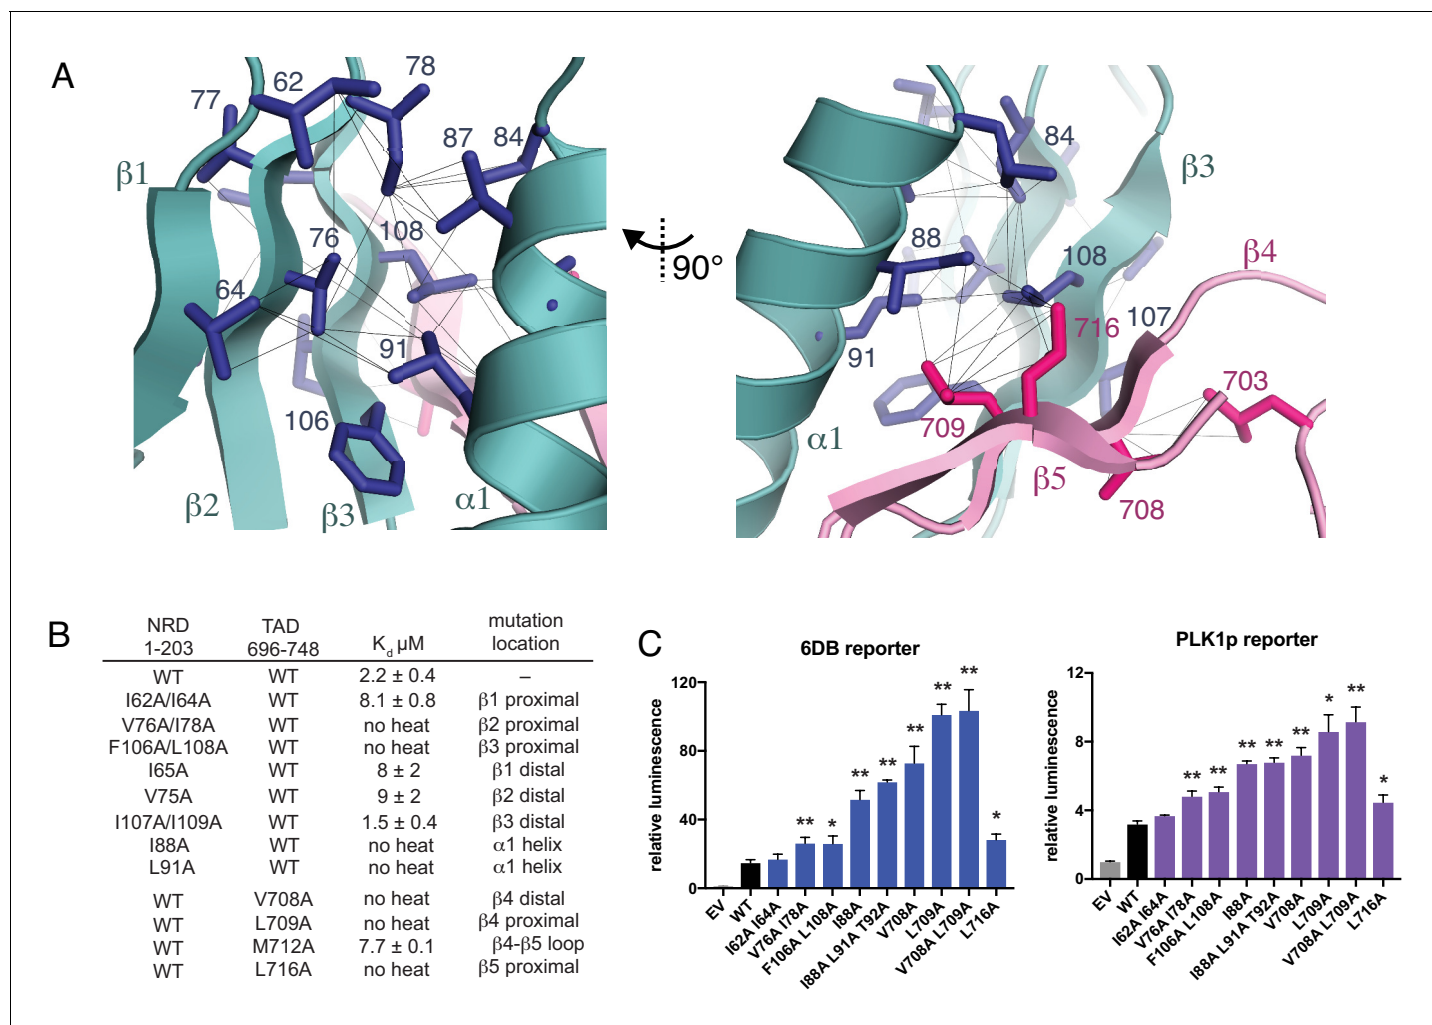 A
77
62
78
87
84
β1
76
108
64
91
106
β2
β3
α1
90°
84
β3
88
108
β4
716
107
91
703
709
α1
β5
708
B
NRD 1-203
TAD 696-748
Kd μM
mutation location
WT WT 2.2 ± 0.4 –
I62A/I64A WT 8.1 ± 0.8 β1 proximal
V76A/I78A WT no heat β2 proximal
F106A/L108A WT no heat β3 proximal
I65A WT 8 ± 2 β1 distal
V75A WT 9 ± 2 β2 distal
I107A/I109A WT 1.5 ± 0.4 β3 distal
I88A WT no heat α1 helix
L91A WT no heat α1 helix
WT V708A no heat β4 distal
WT L709A no heat β4 proximal
WT M712A 7.7 ± 0.1 β4-β5 loop
WT L716A no heat β5 proximal
C
6DB reporter
relative luminescence
120
80
40
0
** * ** ** ** ** ** *
EV
WT
I62A I64A
V76A I78A
F106A L108A
I88A
I88A L91A T92A
V708A
L709A
V708A L709A
L716A
PLK1p reporter
relative luminescence
12
8
4
0
** ** ** ** ** * ** *
EV
WT
I62A I64A
V76A I78A
F106A L108A
I88A
I88A L91A T92A
V708A
L709A
V708A L709A
L716A